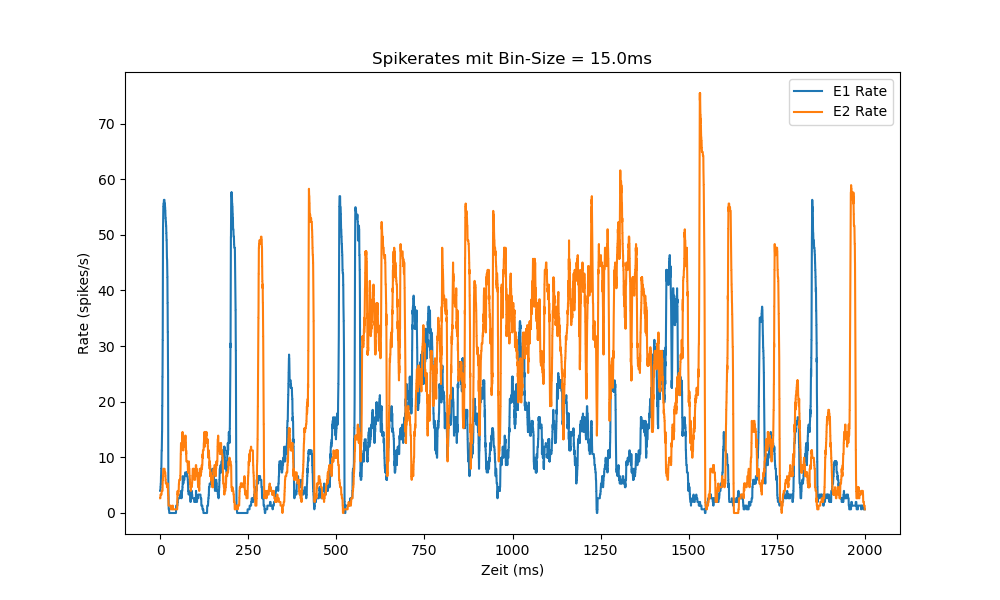 Spikerates mit Bin-Size = 15.0ms
E1 Rate
E2 Rate
70
60
50
40
30
20
10
0
Rate (spikes/s)
0 250 500 750 1000 1250 1500 1750 2000
Zeit (ms)